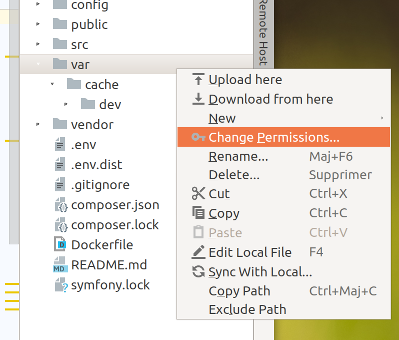 config
public
Remote Host
src
var
cache
dev
vendor
.env
.env.dist
.gitignore
composer.json
composer.lock
Dockerfile
README.md
symfony.lock
Upload here
Download from here
New
Change Permissions...
Rename... Maj+F6
Delete... Supprimer
Cut Ctrl+X
Copy Ctrl+C
Paste Ctrl+V
Edit Local File F4
Sync With Local...
Copy Path Ctrl+Maj+C
Exclude Path